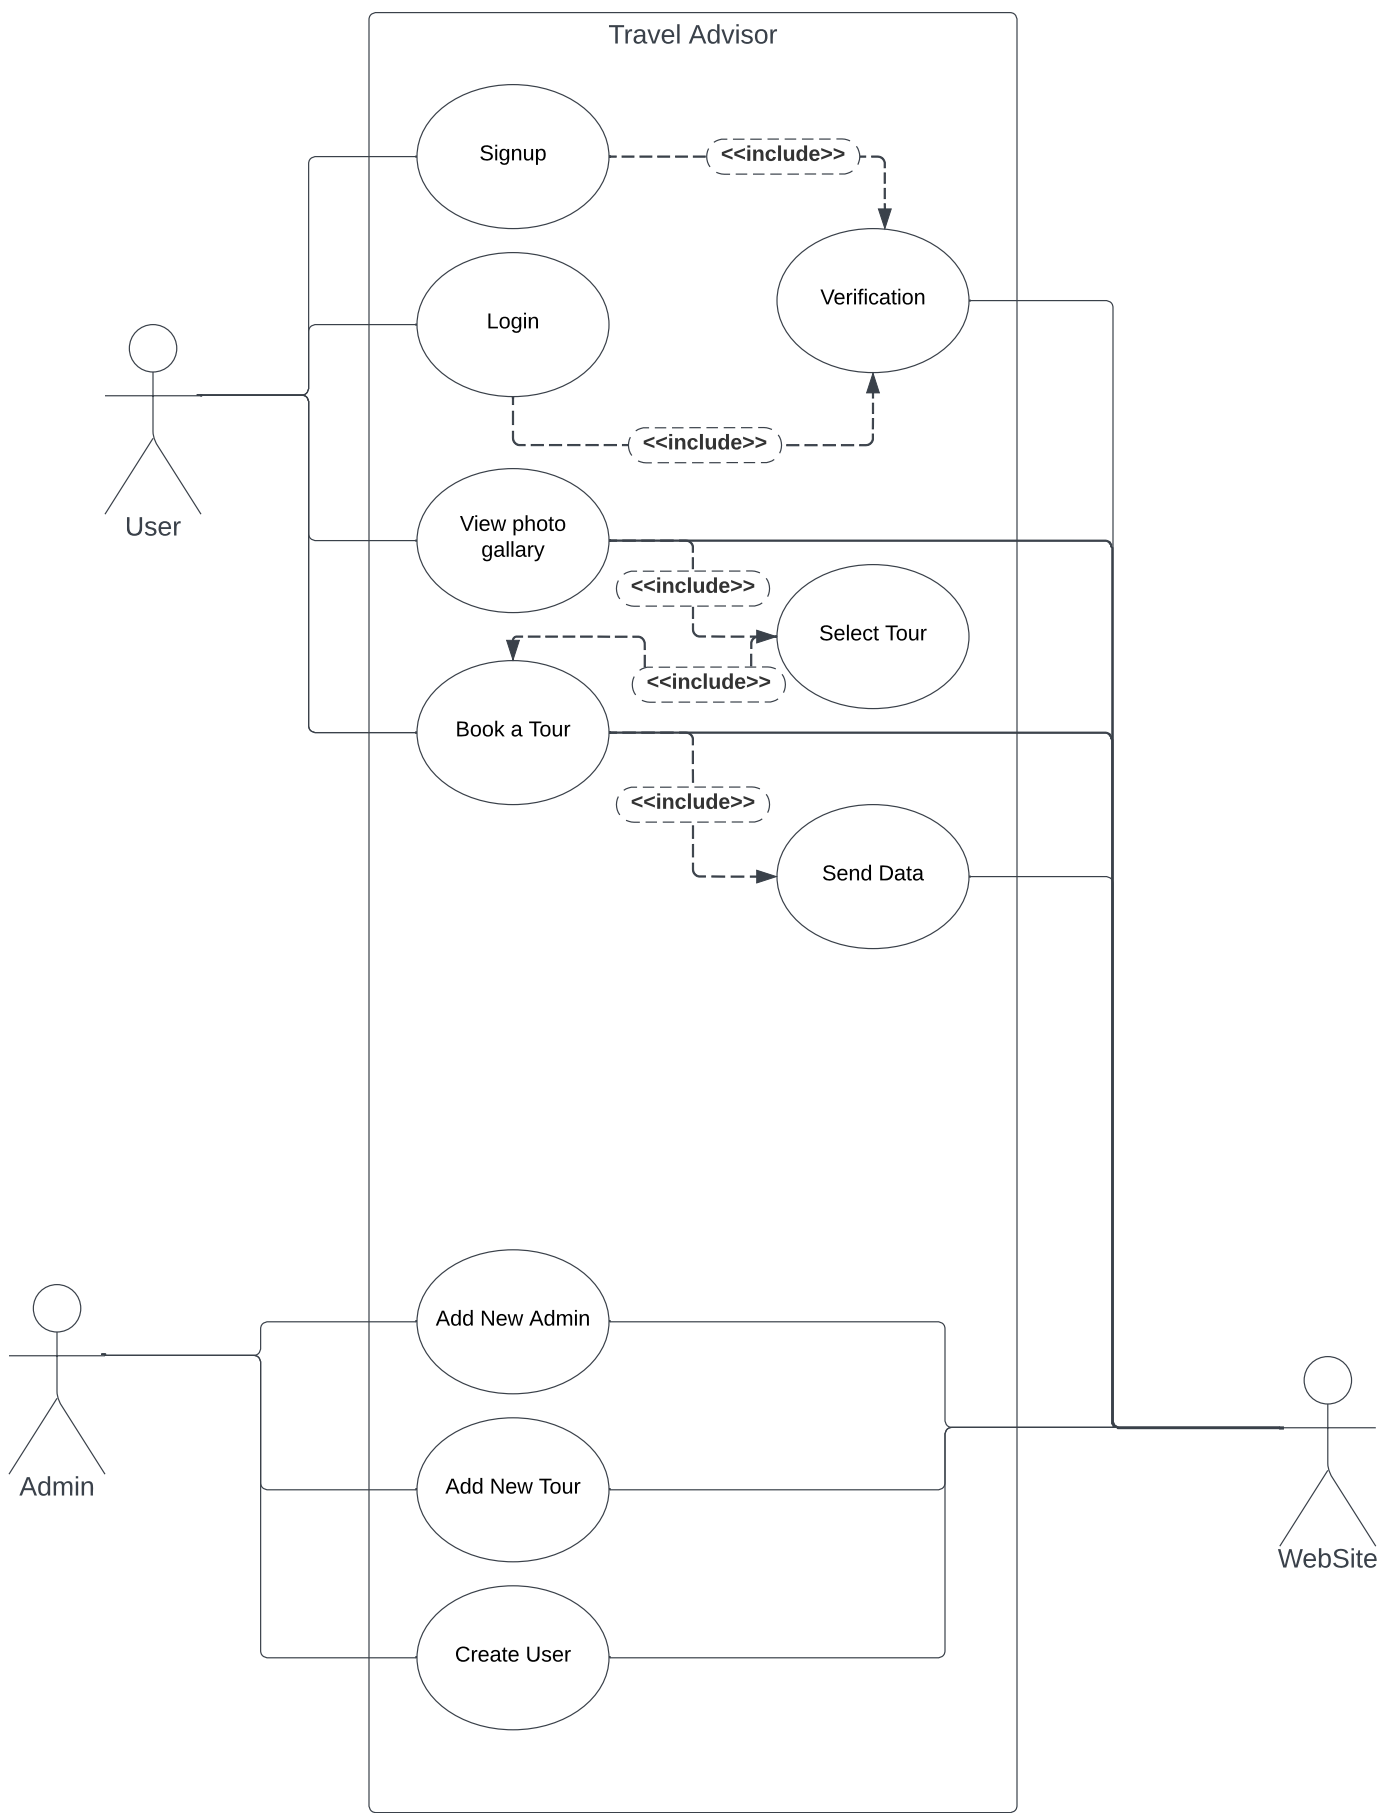 Travel Advisor
Signup
<<include>>
Verification
Login
<<include>>
User
View photo
gallary
<<include>>
Select Tour
<<include>>
Book a Tour
<<include>>
Send Data
Add New Admin
Admin
Add New Tour
WebSite
Create User